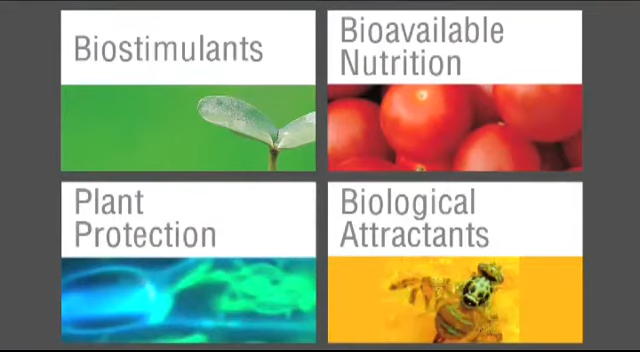 Biostimulants
Bioavailable
Nutrition
Plant
Protection
Biological
Attractants